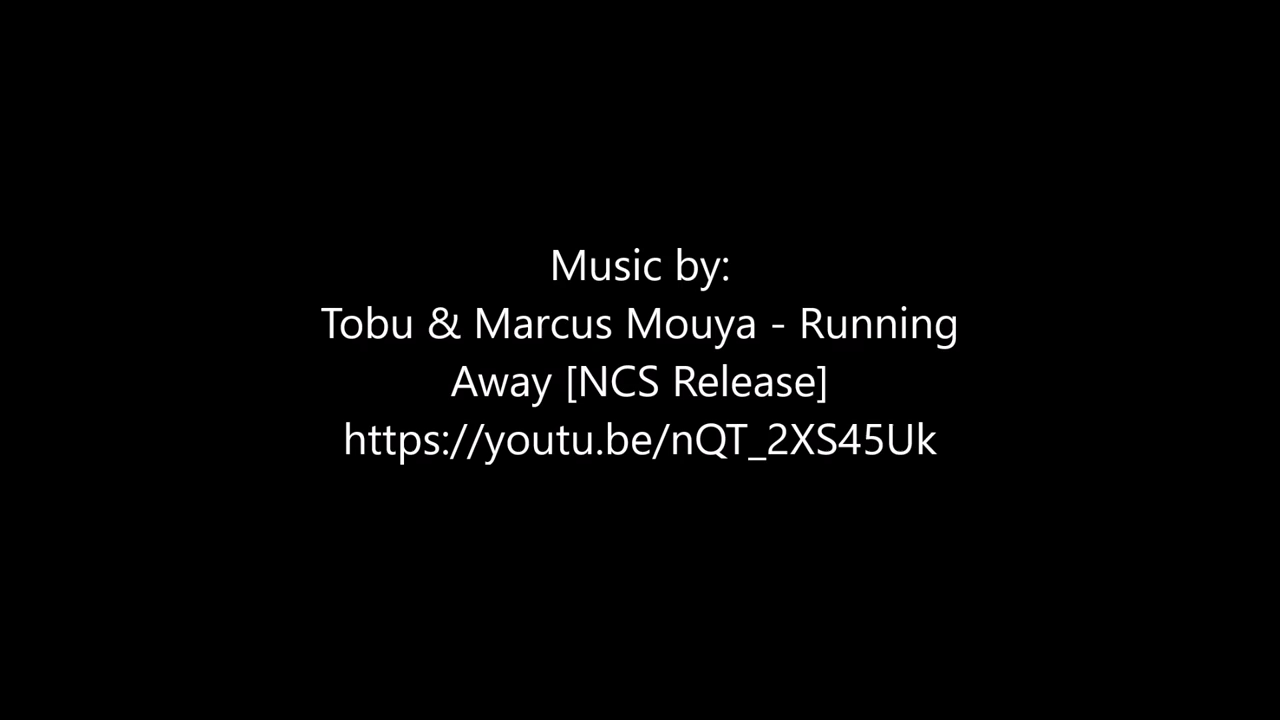 Music by:
Tobu & Marcus Mouya - Running
Away [NCS Release]
https://youtu.be/nQT_2XS45Uk